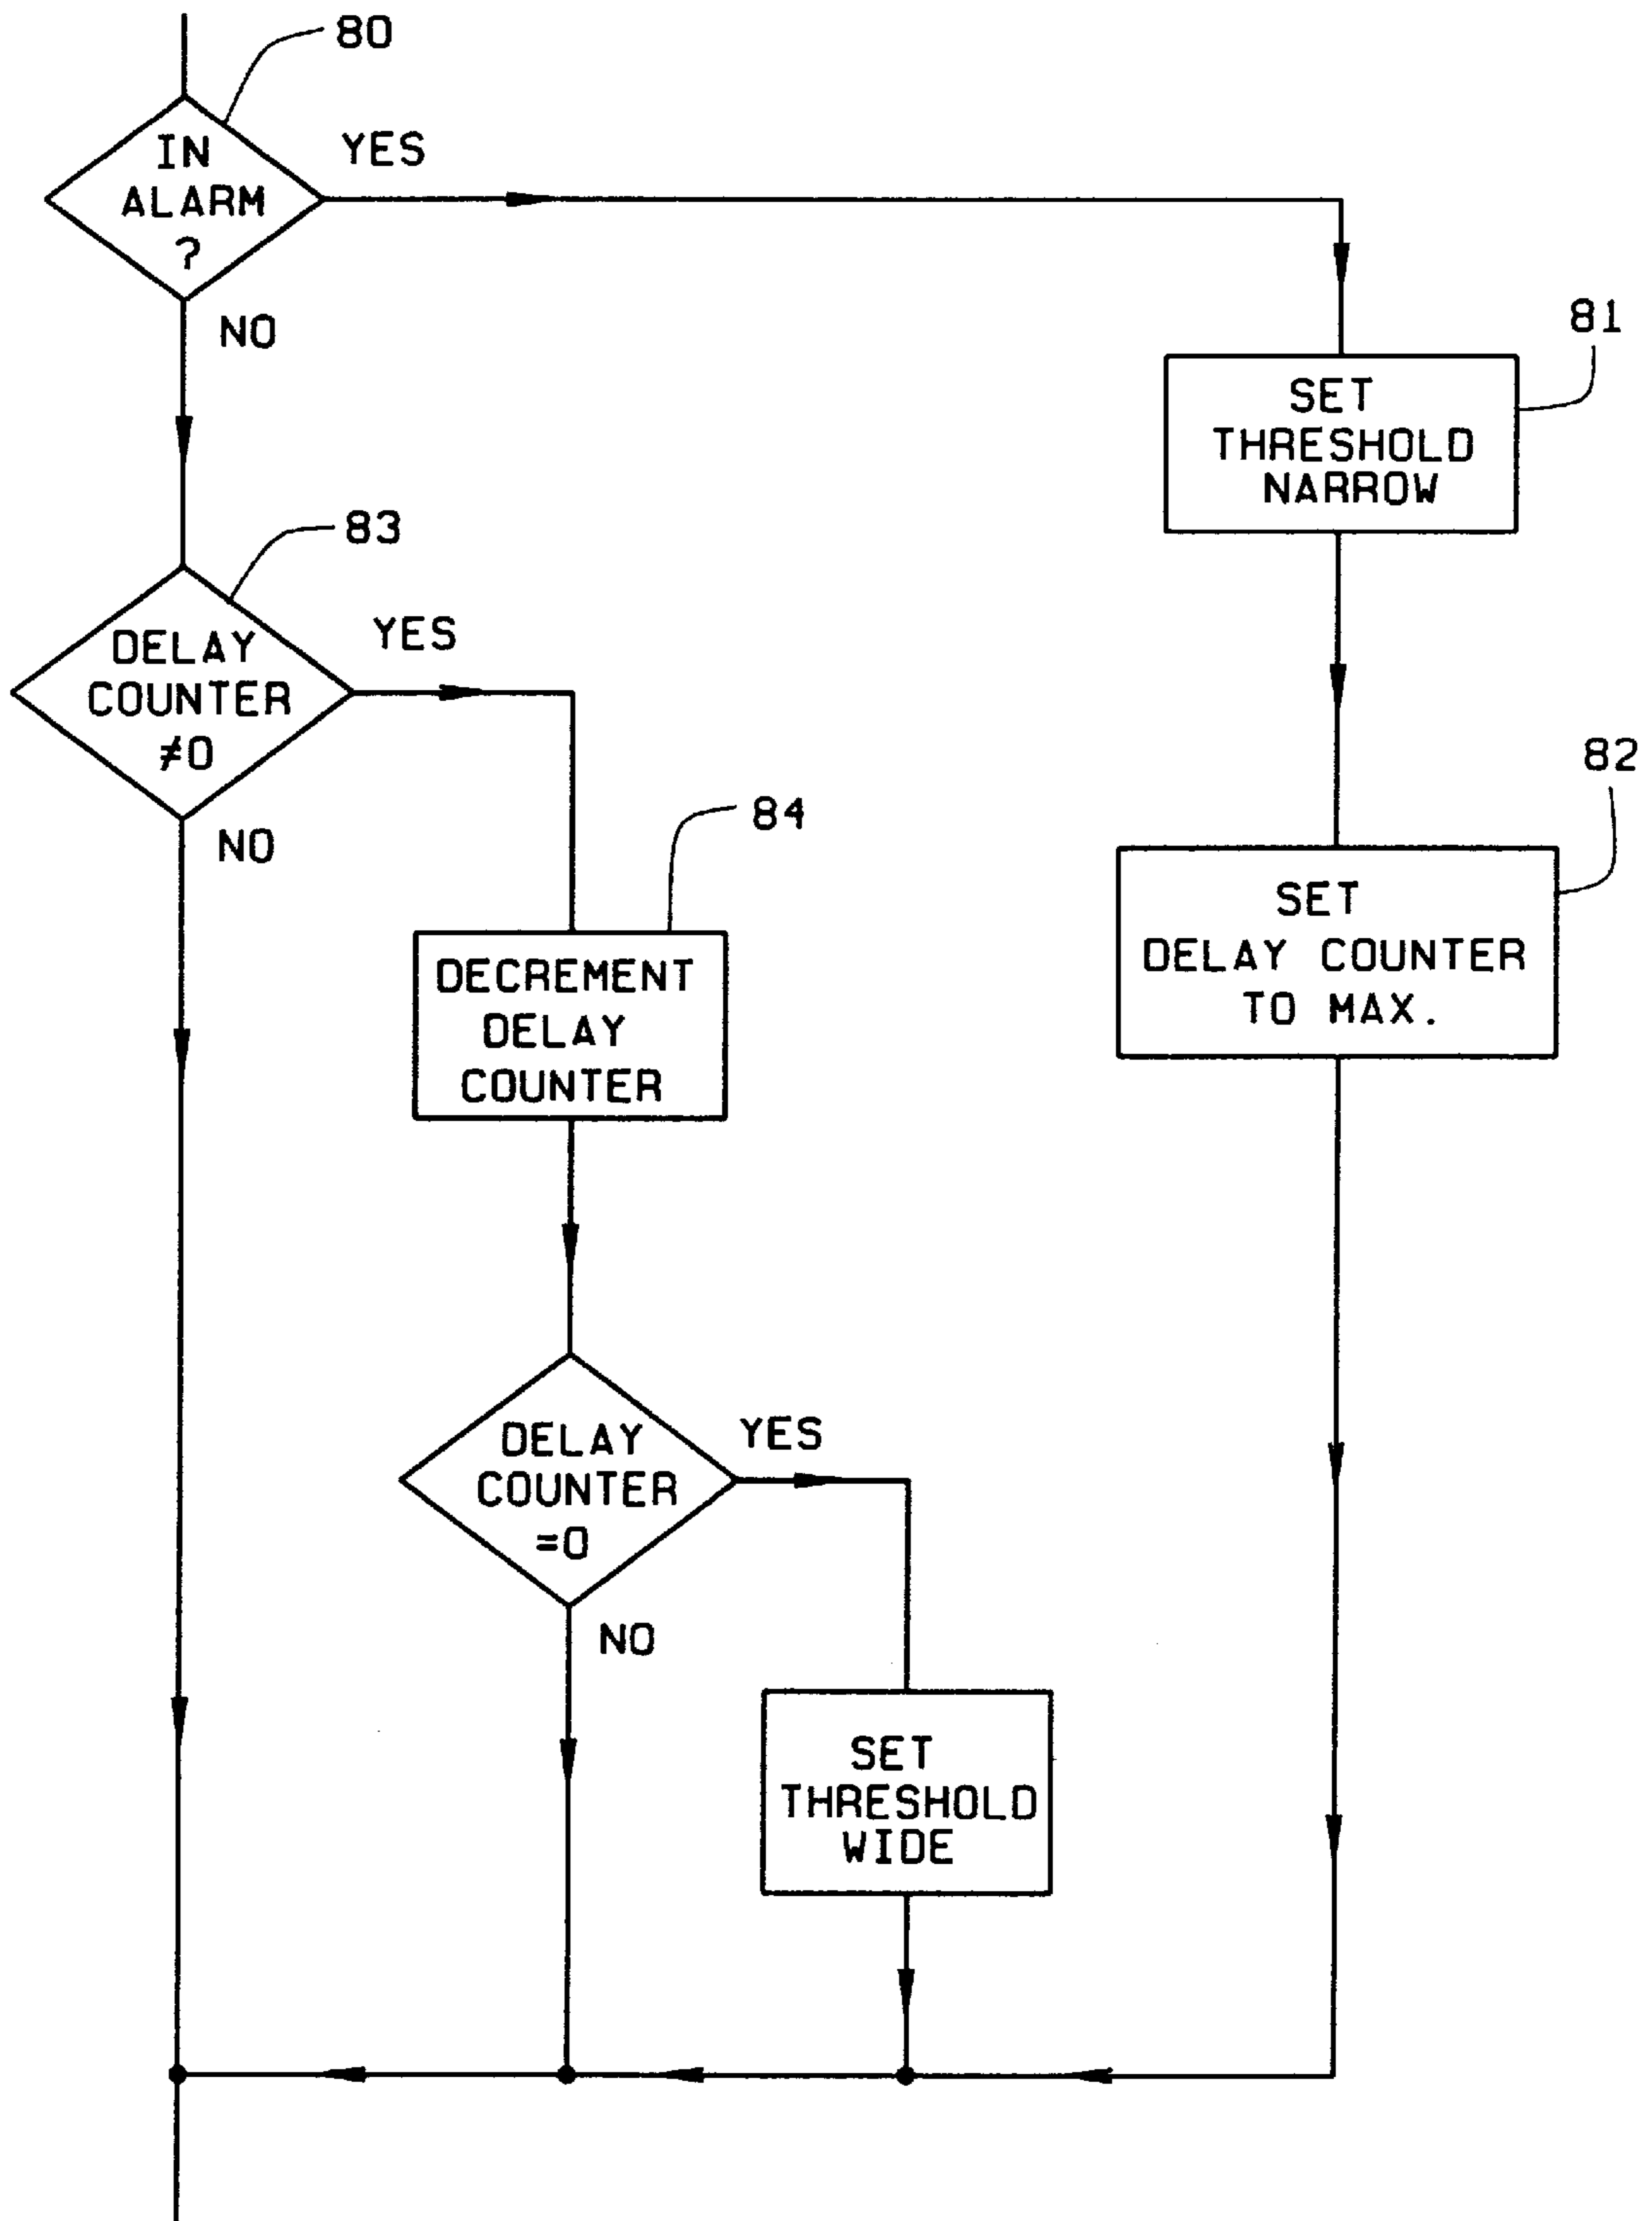 80
IN
ALARM
?
YES
NO
81
SET
THRESHOLD
NARROW
83
DELAY
COUNTER
≠0
YES
NO
82
SET
DELAY COUNTER
TO MAX.
84
DECREMENT
DELAY
COUNTER
DELAY
COUNTER
=0
YES
NO
SET
THRESHOLD
WIDE